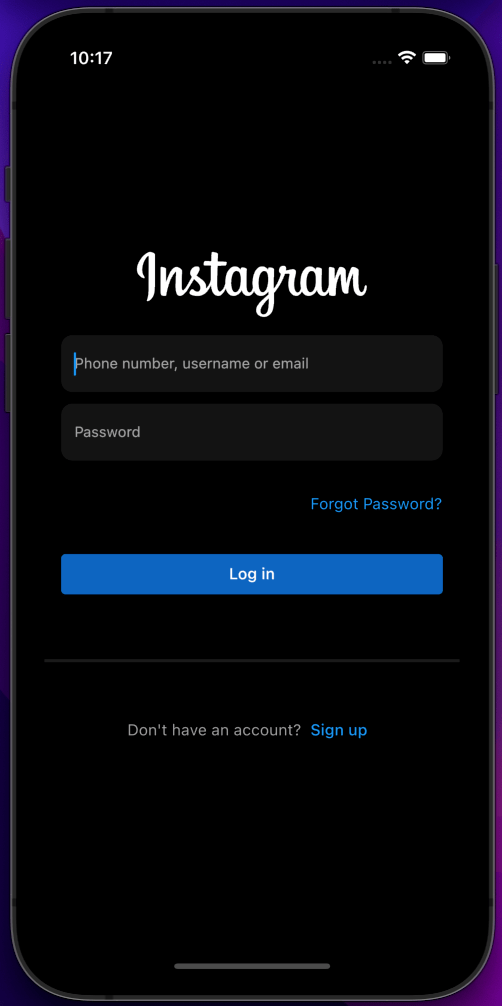 10:17
Instagram
Phone number, username or email
Password
Forgot Password?
Log in
Don't have an account? Sign up